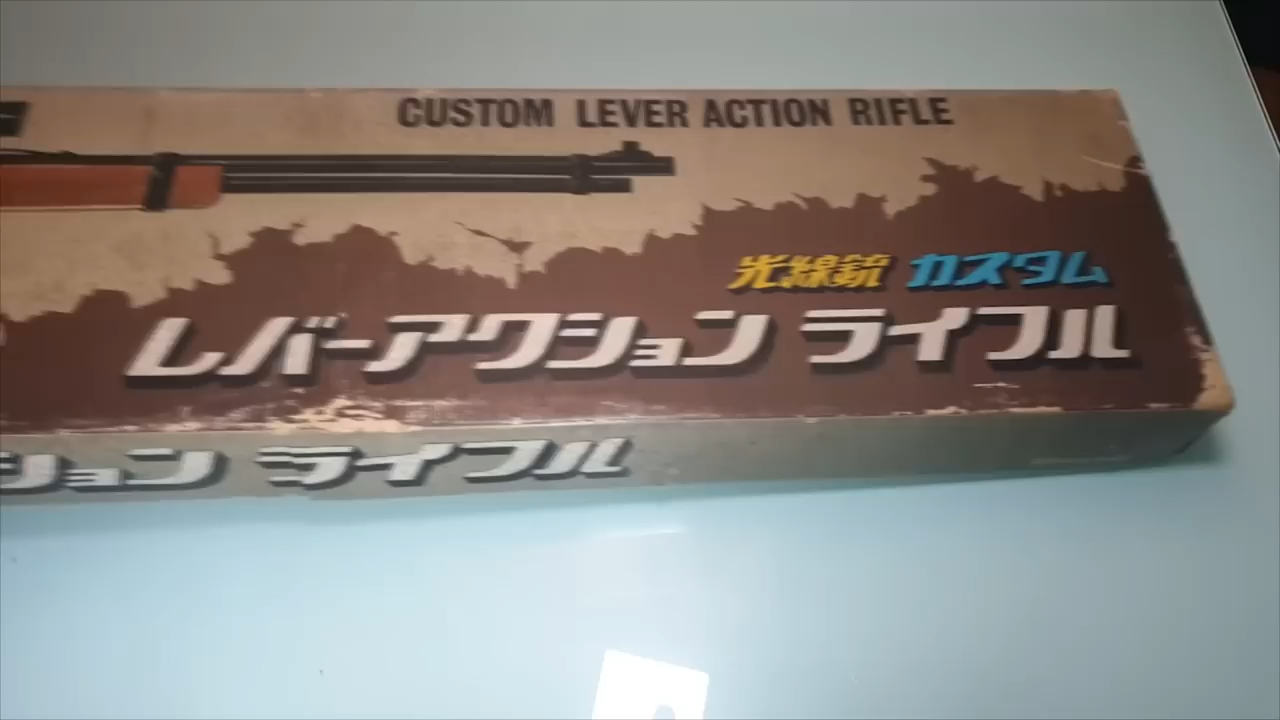 CUSTOM LEVER ACTION RIFLE
光線銃 カスタム
レバーアクション ライフル
ション ライフル